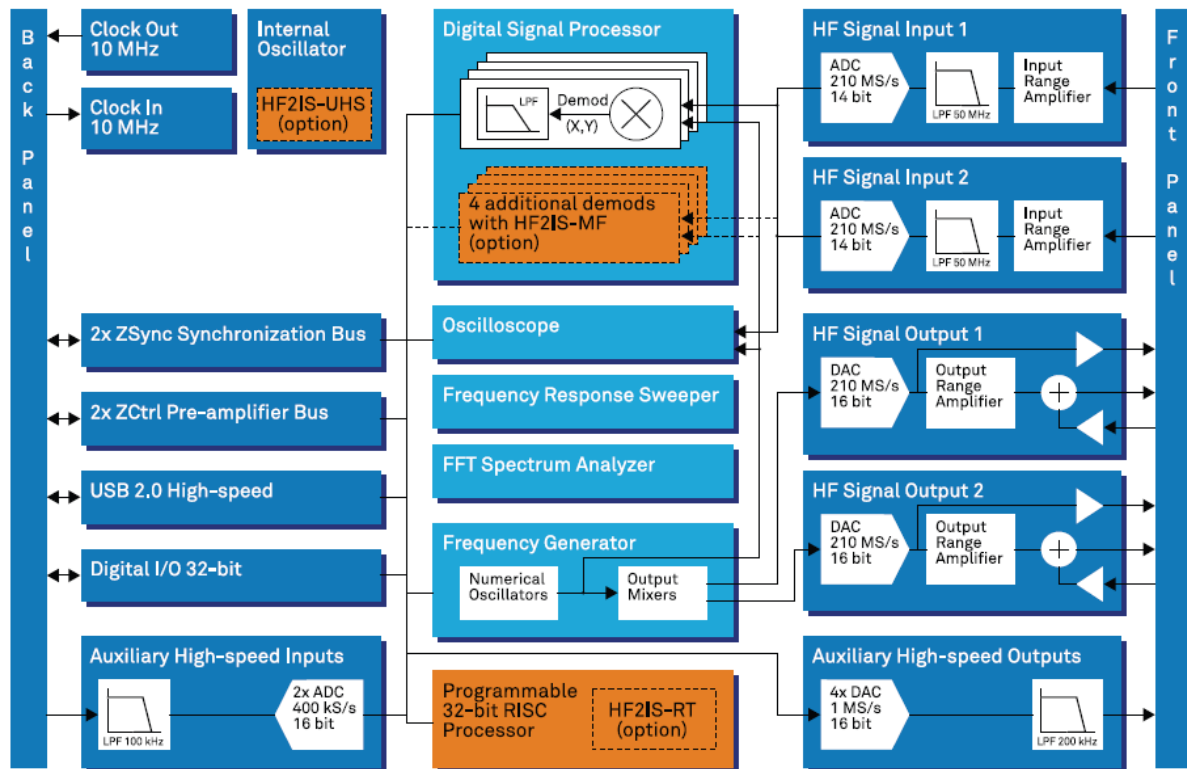 Back Panel
Clock Out
10 MHz
Clock In
10 MHz
Internal
Oscillator
HF2IS-UHS
(option)
2x ZSync Synchronization Bus
2x ZCtrl Pre-amplifier Bus
USB 2.0 High-speed
Digital I/O 32-bit
Auxiliary High-speed Inputs
LPF 100 kHz
2x ADC
400 kS/s
16 bit
Digital Signal Processor
LPF
Demod
(X,Y)
4 additional demods
with HF2IS-MF
(option)
Oscilloscope
Frequency Response Sweeper
FFT Spectrum Analyzer
Frequency Generator
Numerical
Oscillators
Output
Mixers
Programmable
32-bit RISC
Processor
HF2IS-RT
(option)
HF Signal Input 1
ADC
210 MS/s
14 bit
LPF 50 MHz
Input
Range
Amplifier
HF Signal Input 2
ADC
210 MS/s
14 bit
LPF 50 MHz
Input
Range
Amplifier
HF Signal Output 1
DAC
210 MS/s
16 bit
Output
Range
Amplifier
+
HF Signal Output 2
DAC
210 MS/s
16 bit
Output
Range
Amplifier
+
Auxiliary High-speed Outputs
4x DAC
1 MS/s
16 bit
LPF 200 kHz
Front Panel